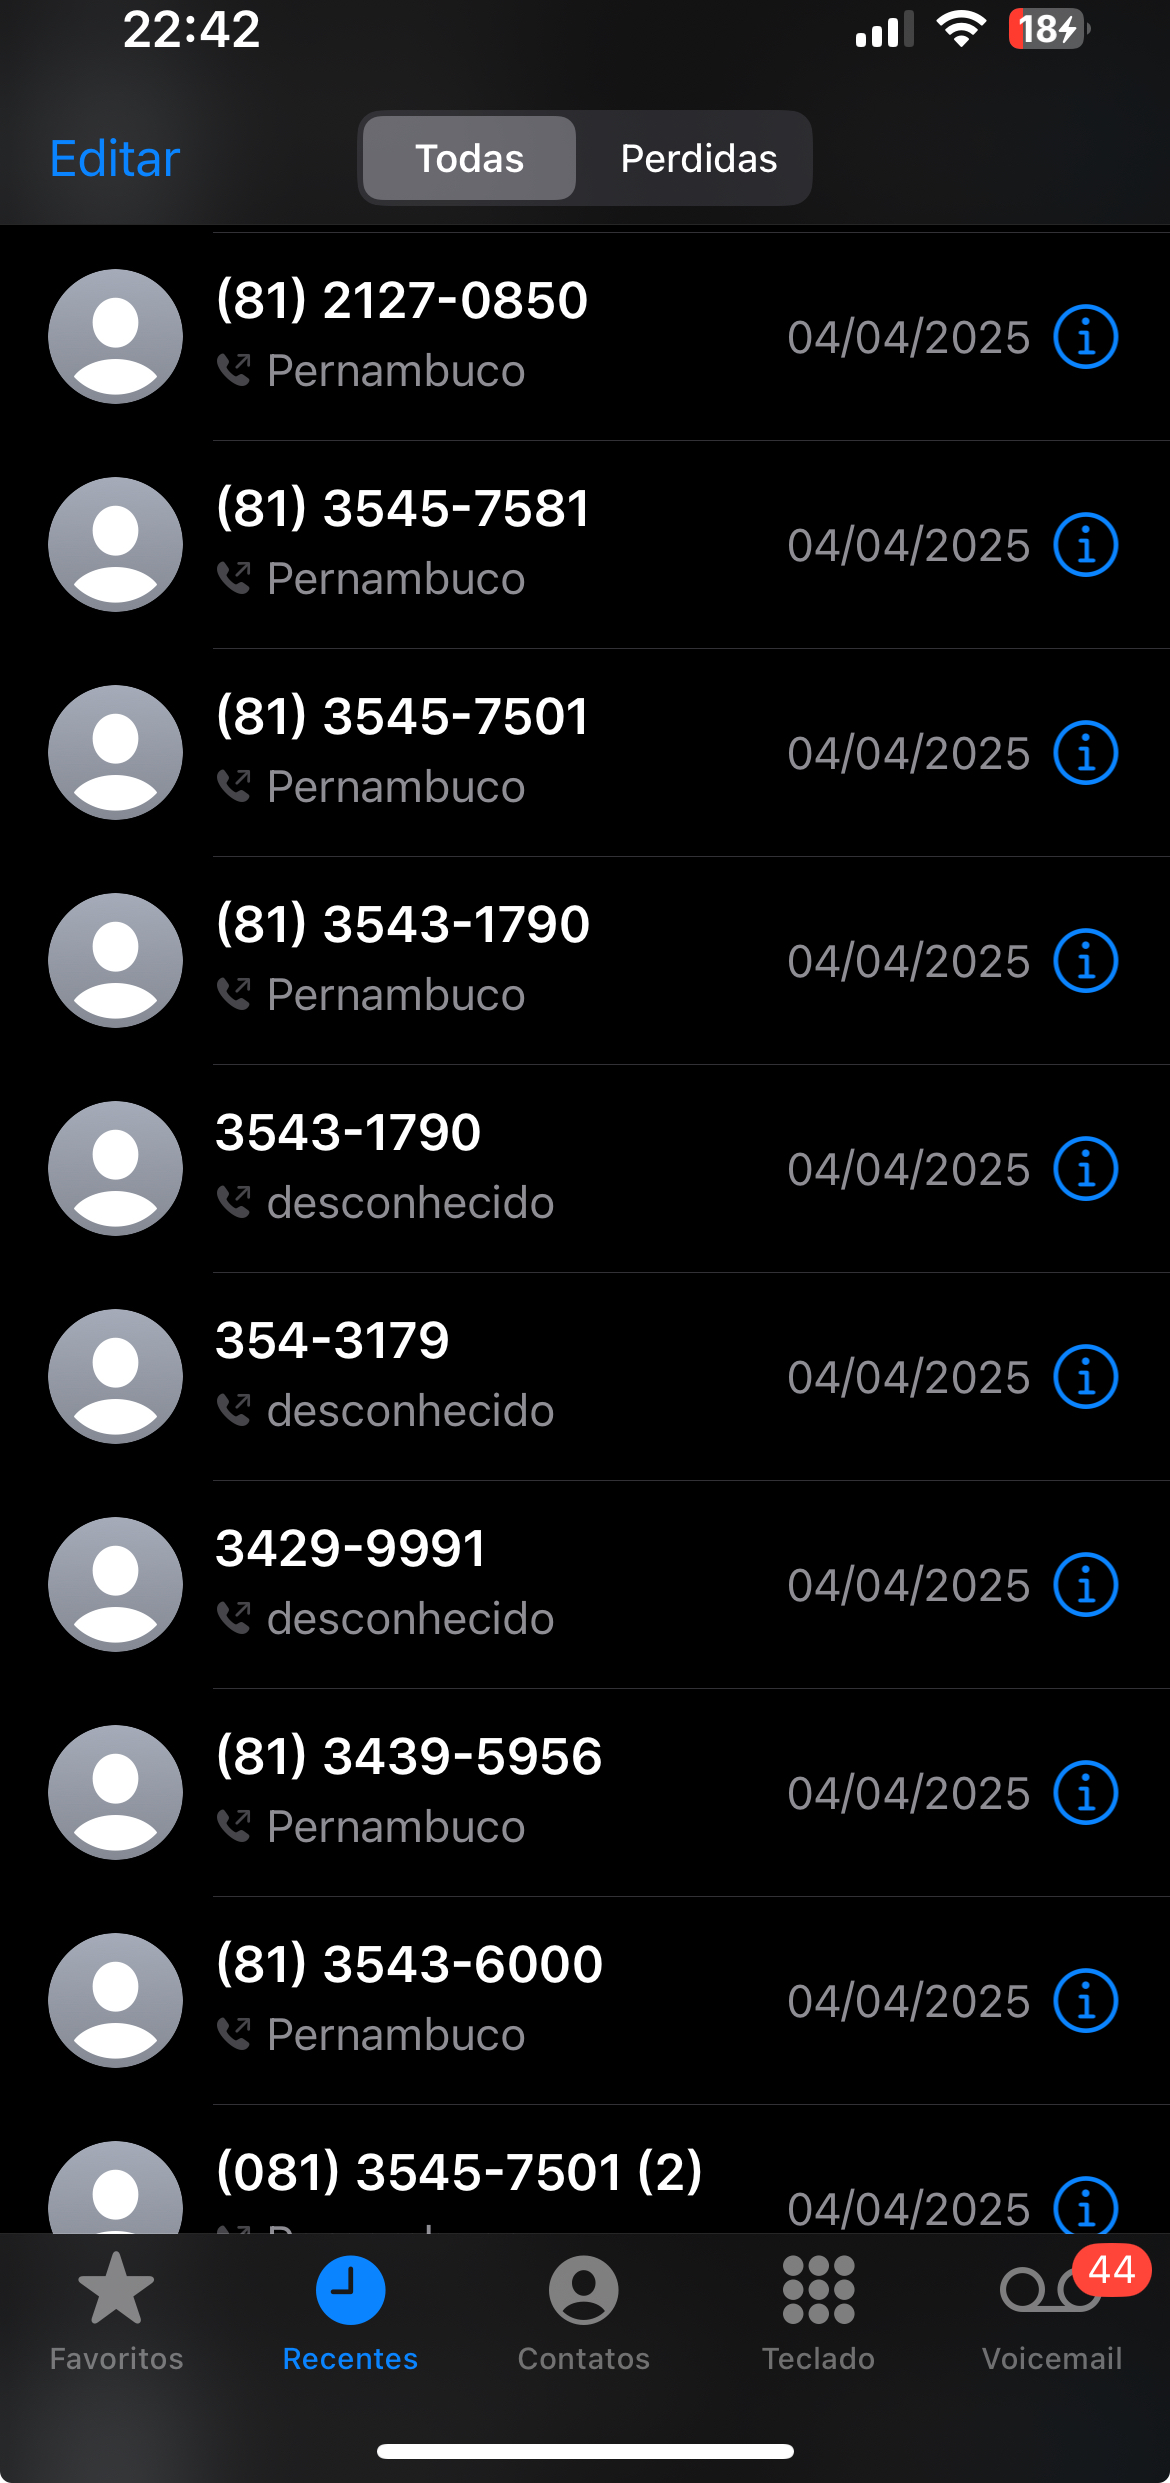 22:42
18
Editar
Todas
Perdidas
(81) 2127-0850
Pernambuco
04/04/2025
(81) 3545-7581
Pernambuco
04/04/2025
(81) 3545-7501
Pernambuco
04/04/2025
(81) 3543-1790
Pernambuco
04/04/2025
3543-1790
desconhecido
04/04/2025
354-3179
desconhecido
04/04/2025
3429-9991
desconhecido
04/04/2025
(81) 3439-5956
Pernambuco
04/04/2025
(81) 3543-6000
Pernambuco
04/04/2025
(081) 3545-7501 (2)
04/04/2025
44
Favoritos
Recentes
Contatos
Teclado
Voicemail